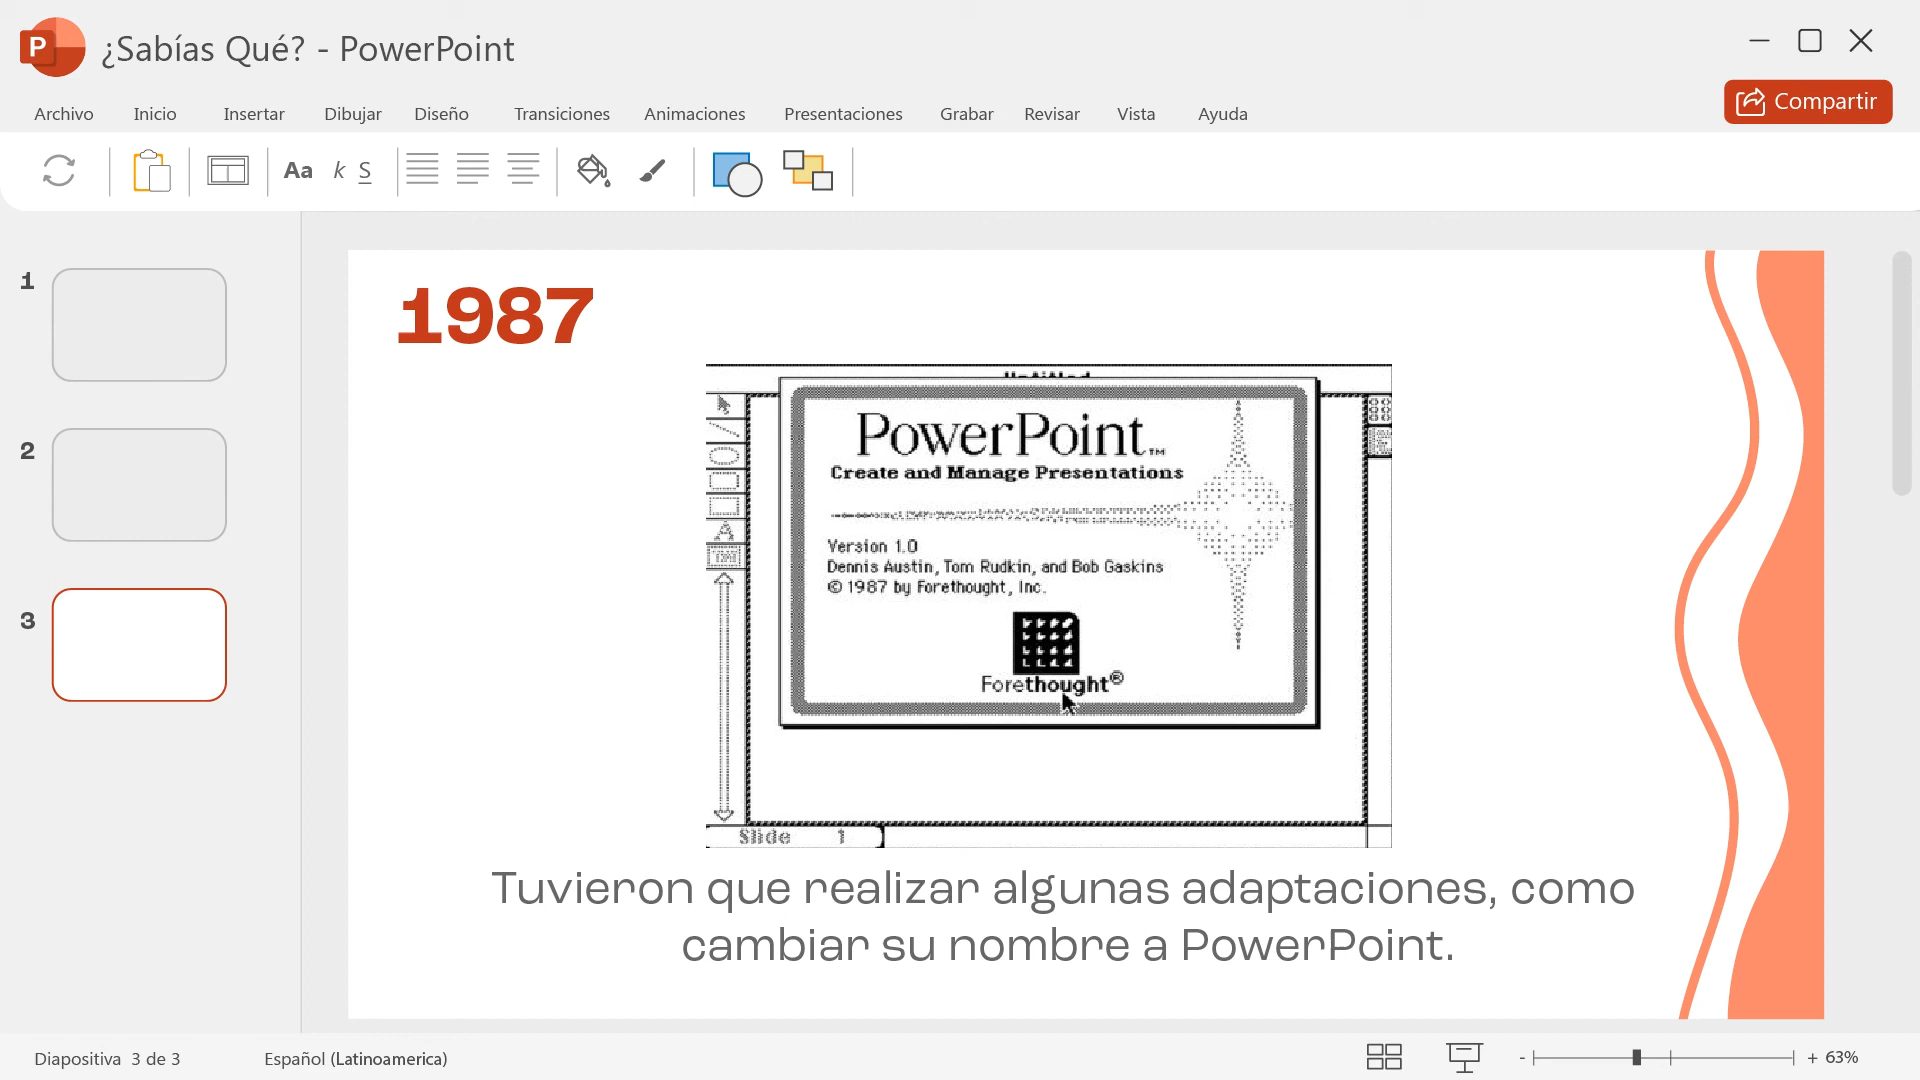 P
¿Sabías Qué? - PowerPoint
Archivo Inicio Insertar Dibujar Diseño Transiciones Animaciones Presentaciones Grabar Revisar Vista Ayuda
Compartir
Aa k S
1
2
3
1987
PowerPoint™
Create and Manage Presentations
Version 1.0
Dennis Austin, Tom Rudkin, and Bob Gaskins
© 1987 by Forethought, Inc.
Forethought®
A
Slide 1
Tuvieron que realizar algunas adaptaciones, como
cambiar su nombre a PowerPoint.
Diapositiva 3 de 3 Español (Latinoamerica) - + 63%